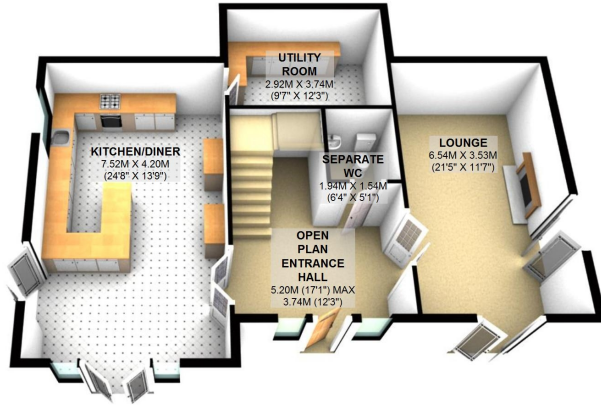 UTILITY
ROOM
2.92M X 3.74M
(9'7" X 12'3")
KITCHEN/DINER
7.52M X 4.20M
(24'8" X 13'9")
LOUNGE
6.54M X 3.53M
(21'5" X 11'7")
SEPARATE
WC
1.94M X 1.54M
(6'4" X 5'1")
OPEN
PLAN
ENTRANCE
HALL
5.20M (17'1") MAX
3.74M (12'3")